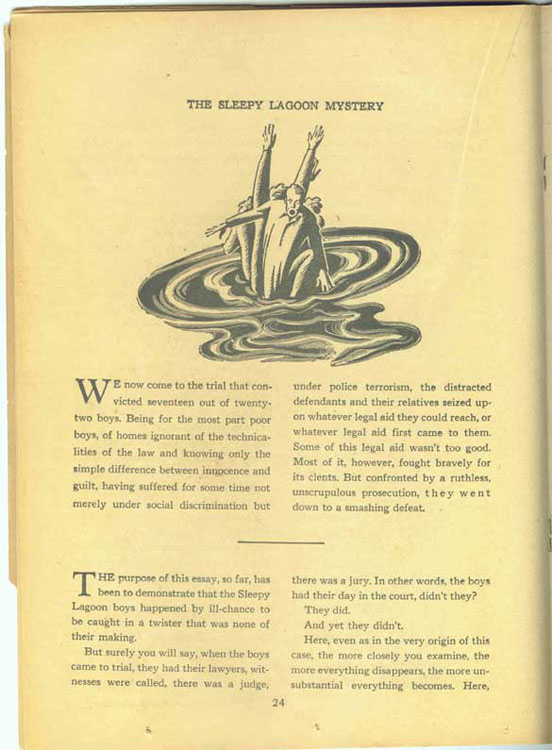 THE SLEEPY LAGOON MYSTERY
WE now come to the trial that con-
victed seventeen out of twenty-
two boys. Being for the most part poor
boys, of homes ignorant of the technica-
lities of the law and knowing only the
simple difference between innocence and
guilt, having suffered for some time not
merely under social discrimination but
under police terrorism, the distracted
defendants and their relatives seized up-
on whatever legal aid they could reach, or
whatever legal aid first came to them.
Some of this legal aid wasn't too good.
Most of it, however, fought bravely for
its clents. But confronted by a ruthless,
unscrupulous prosecution, they went
down to a smashing defeat.
THE purpose of this essay, so far, has
been to demonstrate that the Sleepy
Lagoon boys happened by ill-chance to
be caught in a twister that was none of
their making.
But surely you will say, when the boys
came to trial, they had their lawyers, wit-
nesses were called, there was a judge,
there was a jury. In other words, the boys
had their day in the court, didn't they?
They did.
And yet they didn't.
Here, even as in the very origin of this
case, the more closely you examine, the
more everything disappears, the more un-
substantial everything becomes. Here,
24